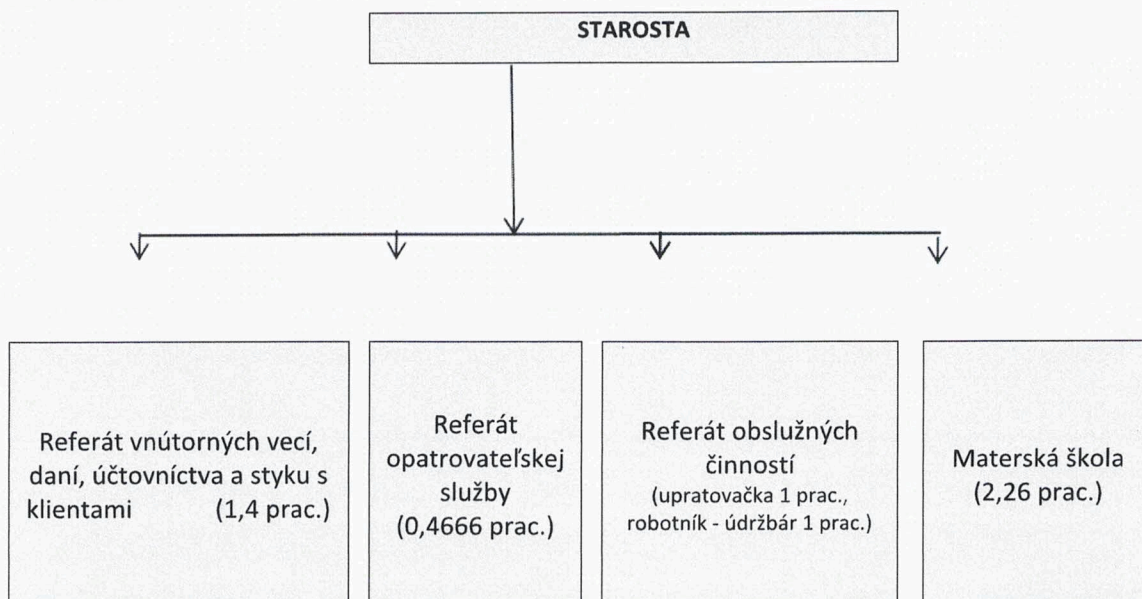 STAROSTA
Referát vnútorných vecí,
daní, účtovníctva a styku s
klientami (1,4 prac.)
Referát
opatrovateľskej
služby
(0,4666 prac.)
Referát obslužných
činností
(upratovačka 1 prac.,
robotník - údržbár 1 prac.)
Materská škola
(2,26 prac.)